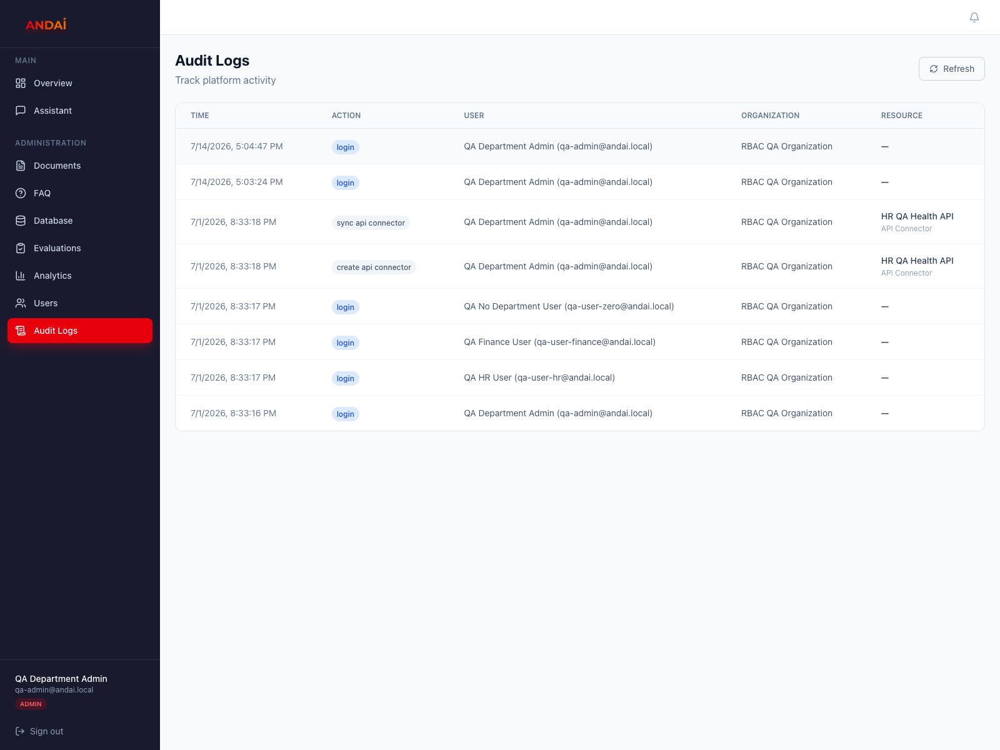 ANDAi
MAIN
Overview
Assistant
ADMINISTRATION
Documents
FAQ
Database
Evaluations
Analytics
Users
Audit Logs
QA Department Admin
qa-admin@andai.local
ADMIN
Sign out
Audit Logs
Track platform activity
Refresh
TIME ACTION USER ORGANIZATION RESOURCE
7/14/2026, 5:04:47 PM login QA Department Admin (qa-admin@andai.local) RBAC QA Organization —
7/14/2026, 5:03:24 PM login QA Department Admin (qa-admin@andai.local) RBAC QA Organization —
7/1/2026, 8:33:18 PM sync api connector QA Department Admin (qa-admin@andai.local) RBAC QA Organization HR QA Health API
API Connector
7/1/2026, 8:33:18 PM create api connector QA Department Admin (qa-admin@andai.local) RBAC QA Organization HR QA Health API
API Connector
7/1/2026, 8:33:17 PM login QA No Department User (qa-user-zero@andai.local) RBAC QA Organization —
7/1/2026, 8:33:17 PM login QA Finance User (qa-user-finance@andai.local) RBAC QA Organization —
7/1/2026, 8:33:17 PM login QA HR User (qa-user-hr@andai.local) RBAC QA Organization —
7/1/2026, 8:33:16 PM login QA Department Admin (qa-admin@andai.local) RBAC QA Organization —